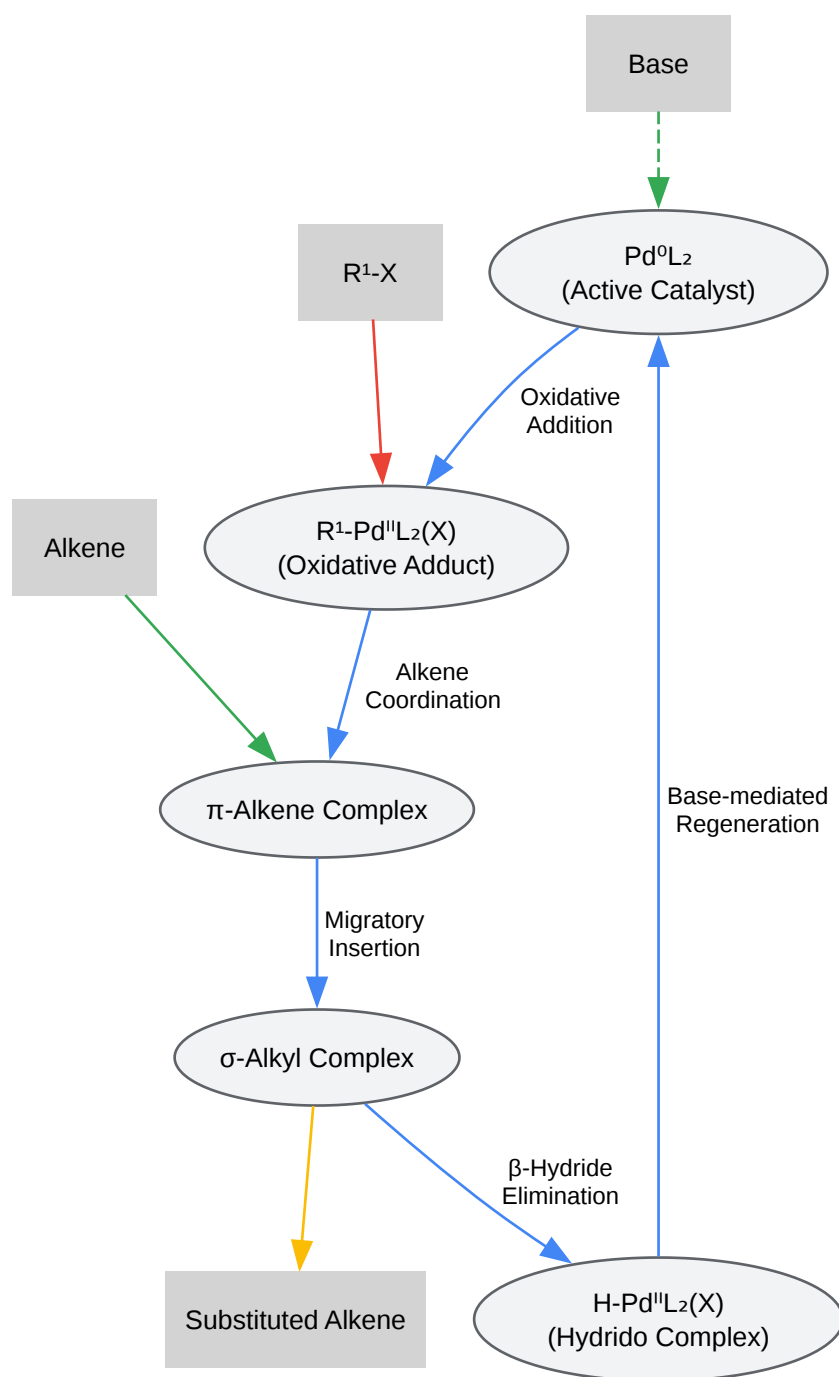 Base
Pd⁰L₂
(Active Catalyst)
R¹-X
Oxidative
Addition
R¹-PdᴵᴵL₂(X)
(Oxidative Adduct)
Alkene
Alkene
Coordination
π-Alkene Complex
Base-mediated
Regeneration
Migratory
Insertion
σ-Alkyl Complex
β-Hydride
Elimination
Substituted Alkene
H-PdᴵᴵL₂(X)
(Hydrido Complex)